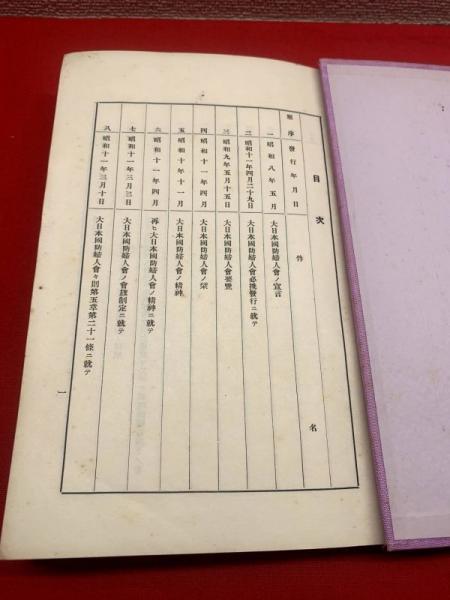 目次
順序 發行年月日 件名
一 昭和八年五月 大日本國防婦人會ノ宣言
二 昭和十一年四月二十九日 大日本國防婦人會必携發行ニ就テ
三 昭和九年五月十五日 大日本國防婦人會要覽
四 昭和十一年四月 大日本國防婦人會ノ栞
五 昭和十年十一月 大日本國防婦人會ノ精神
六 昭和十一年四月 再ヒ大日本國防婦人會ノ精神ニ就テ
七 昭和十一年三月三日 大日本國防婦人會ノ會護制定ニ就テ
八 昭和十一年三月十日 大日本國防婦人會々則第五章第二十一條ニ就テ
一